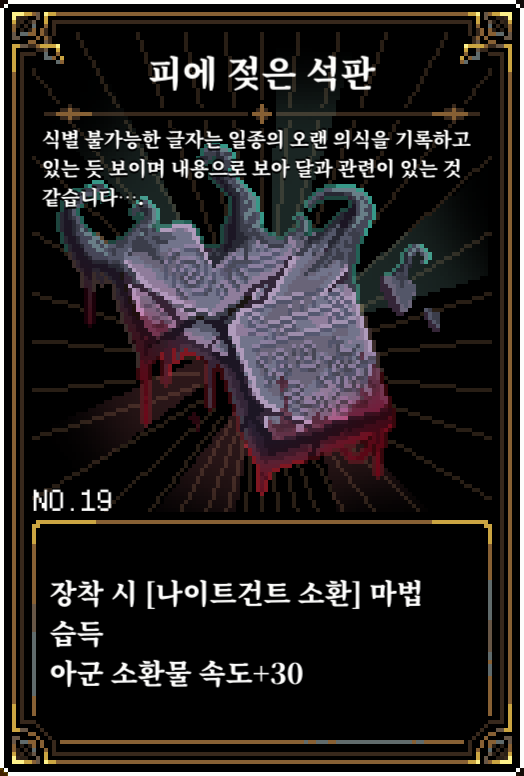 피에 젖은 석판
식별 불가능한 글자는 일종의 오랜 의식을 기록하고
있는 듯 보이며 내용으로 보아 달과 관련이 있는 것
같습니다…….
NO.19
장착 시 [나이트건트 소환] 마법
습득
아군 소환물 속도+30